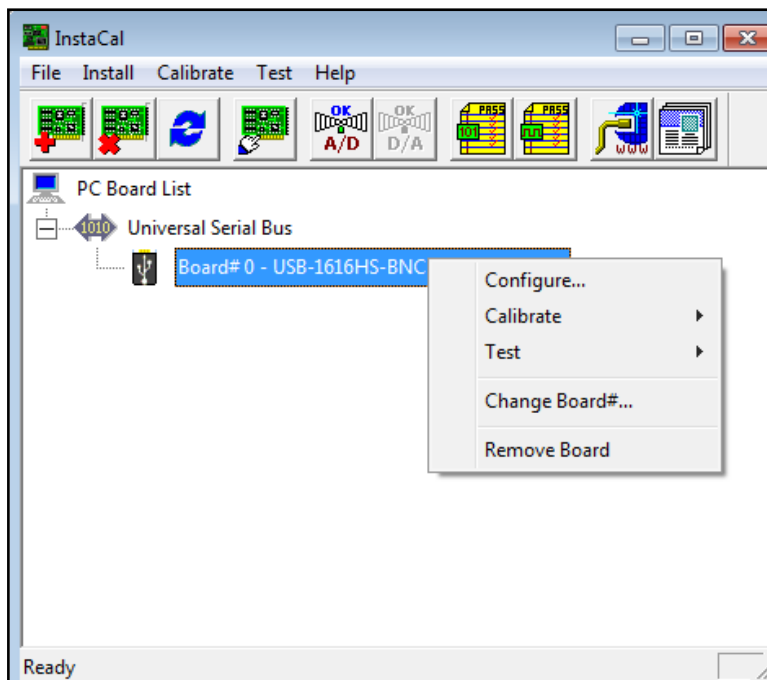 InstaCal
File Install Calibrate Test Help
OK A/D
OK D/A
PASS 101
PASS
WWW
PC Board List
1010 Universal Serial Bus
Board# 0 - USB-1616HS-BNC
Configure...
Calibrate
Test
Change Board#...
Remove Board
Ready